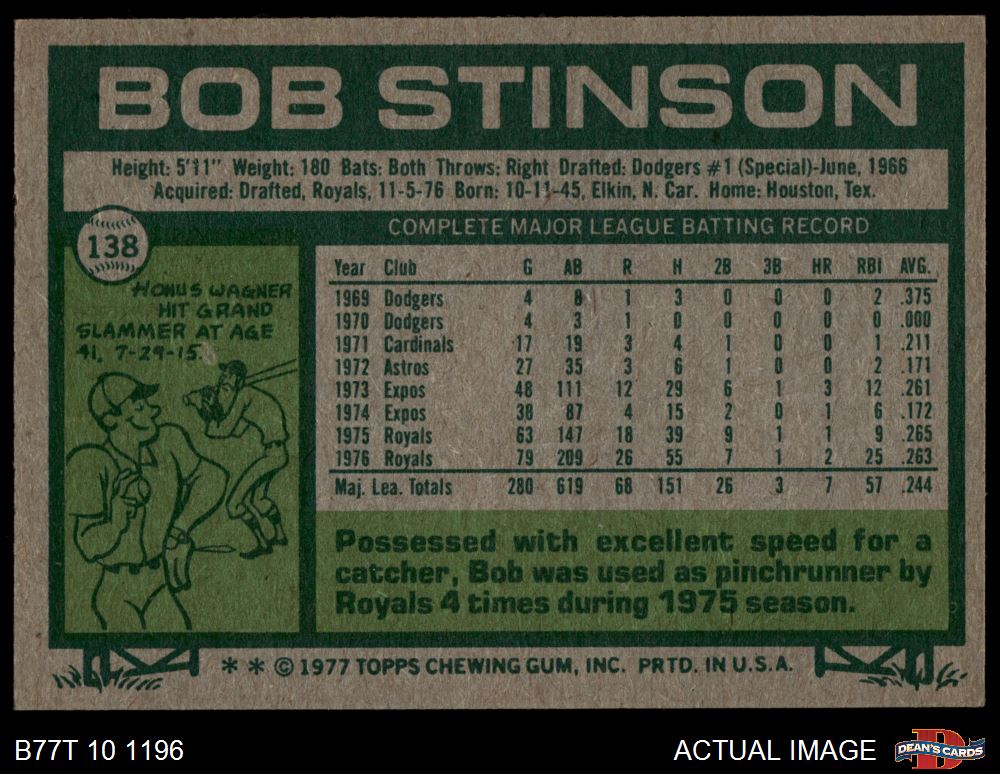 BOB STINSON
Height: 5'11" Weight: 180 Bats: Both Throws: Right Drafted: Dodgers #1 (Special)-June, 1966
Acquired: Drafted, Royals, 11-5-76 Born: 10-11-45, Elkin, N. Car. Home: Houston, Tex.
138
HONUS WAGNER
HIT GRAND
SLAMMER AT AGE
41, 7-29-15.
COMPLETE MAJOR LEAGUE BATTING RECORD
Year Club G AB R H 2B 3B HR RBI AVG.
1969 Dodgers 4 8 1 3 0 0 0 2 .375
1970 Dodgers 4 3 1 0 0 0 0 0 .000
1971 Cardinals 17 19 3 4 1 0 0 1 .211
1972 Astros 27 35 3 6 1 0 0 2 .171
1973 Expos 48 111 12 29 6 1 3 12 .261
1974 Expos 38 87 4 15 2 0 1 6 .172
1975 Royals 63 147 18 39 9 1 1 9 .265
1976 Royals 79 209 26 55 7 1 2 25 .263
Maj. Lea. Totals 280 619 68 151 26 3 7 57 .244
Possessed with excellent speed for a
catcher, Bob was used as pinchrunner by
Royals 4 times during 1975 season.
* * © 1977 TOPPS CHEWING GUM, INC. PRTD. IN U.S.A.
B77T 10 1196
ACTUAL IMAGE
D
DEAN'S CARDS